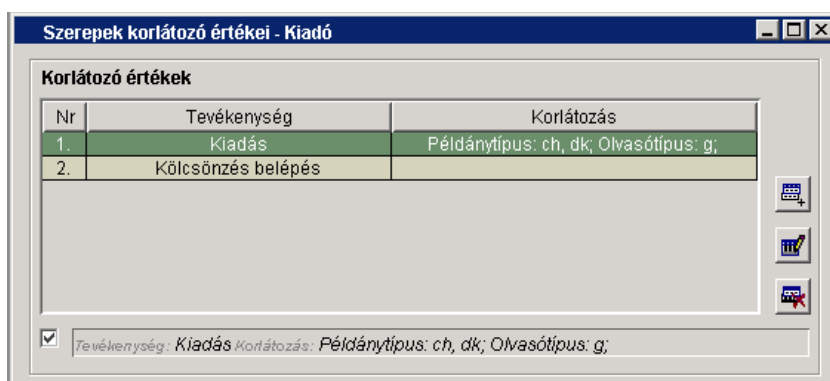 Szerepek korlátozó értékei - Kiadó
Korlátozó értékek
Nr Tevékenység Korlátozás
1. Kiadás Példánytípus: ch, dk; Olvasótípus: g;
2. Kölcsönzés belépés
Tevékenység: Kiadás Korlátozás: Példánytípus: ch, dk; Olvasótípus: g;